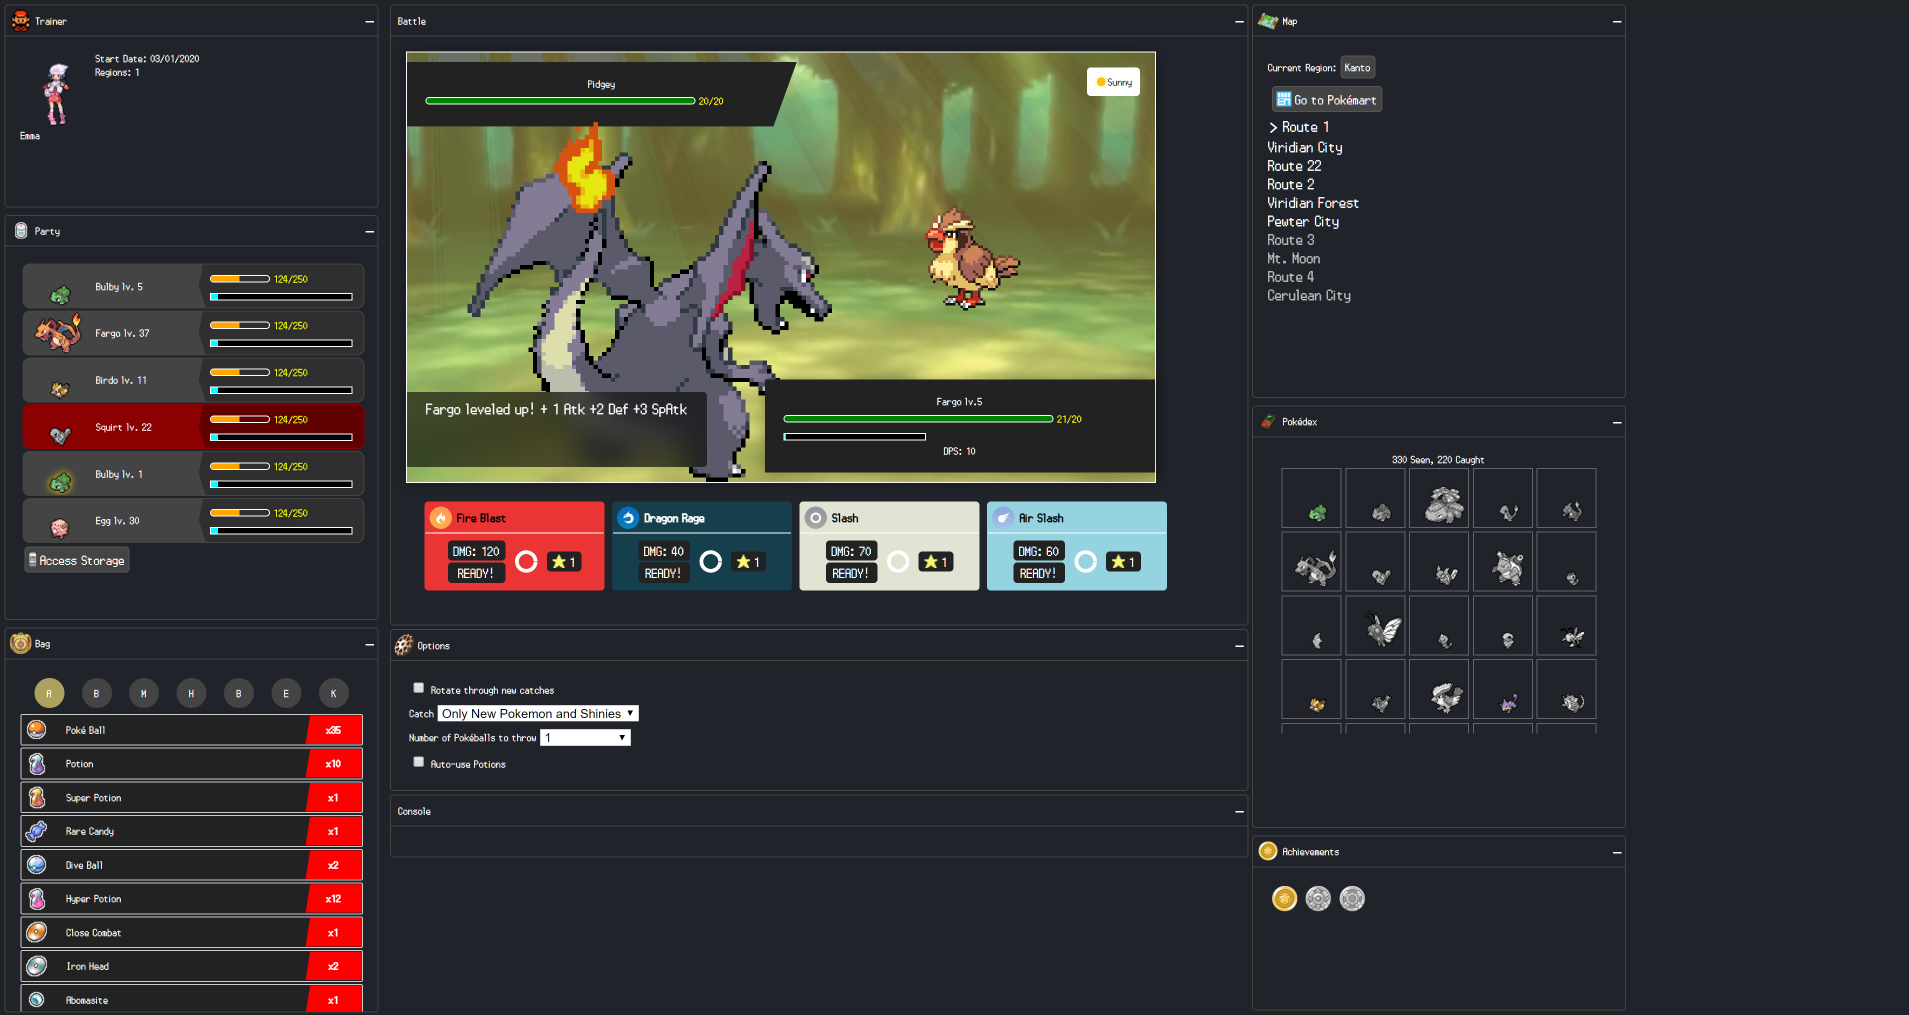 Trainer
Start Date: 03/01/2020
Regions: 1
Emma
Party
Bulby lv. 5
124/250
Fargo lv. 37
124/250
Birdo lv. 11
124/250
Squirt lv. 22
124/250
Bulby lv. 1
124/250
Egg lv. 30
124/250
Access Storage
Bag
A B M H B E K
Poké Ball x35
Potion x10
Super Potion x1
Rare Candy x1
Dive Ball x2
Hyper Potion x12
Close Combat x1
Iron Head x2
Abomasite x1
Battle
Pidgey
20/20
Sunny
Fargo leveled up! + 1 Atk +2 Def +3 SpAtk
Fargo lv.5
21/20
DPS: 10
Fire Blast
DMG: 120
READY!
1
Dragon Rage
DMG: 40
READY!
1
Slash
DMG: 70
READY!
1
Air Slash
DMG: 60
READY!
1
Options
Rotate through new catches
Catch Only New Pokemon and Shinies
Number of Pokéballs to throw 1
Auto-use Potions
Console
Map
Current Region: Kanto
Go to Pokémart
> Route 1
Viridian City
Route 22
Route 2
Viridian Forest
Pewter City
Route 3
Mt. Moon
Route 4
Cerulean City
Pokédex
330 Seen, 220 Caught
Achievements